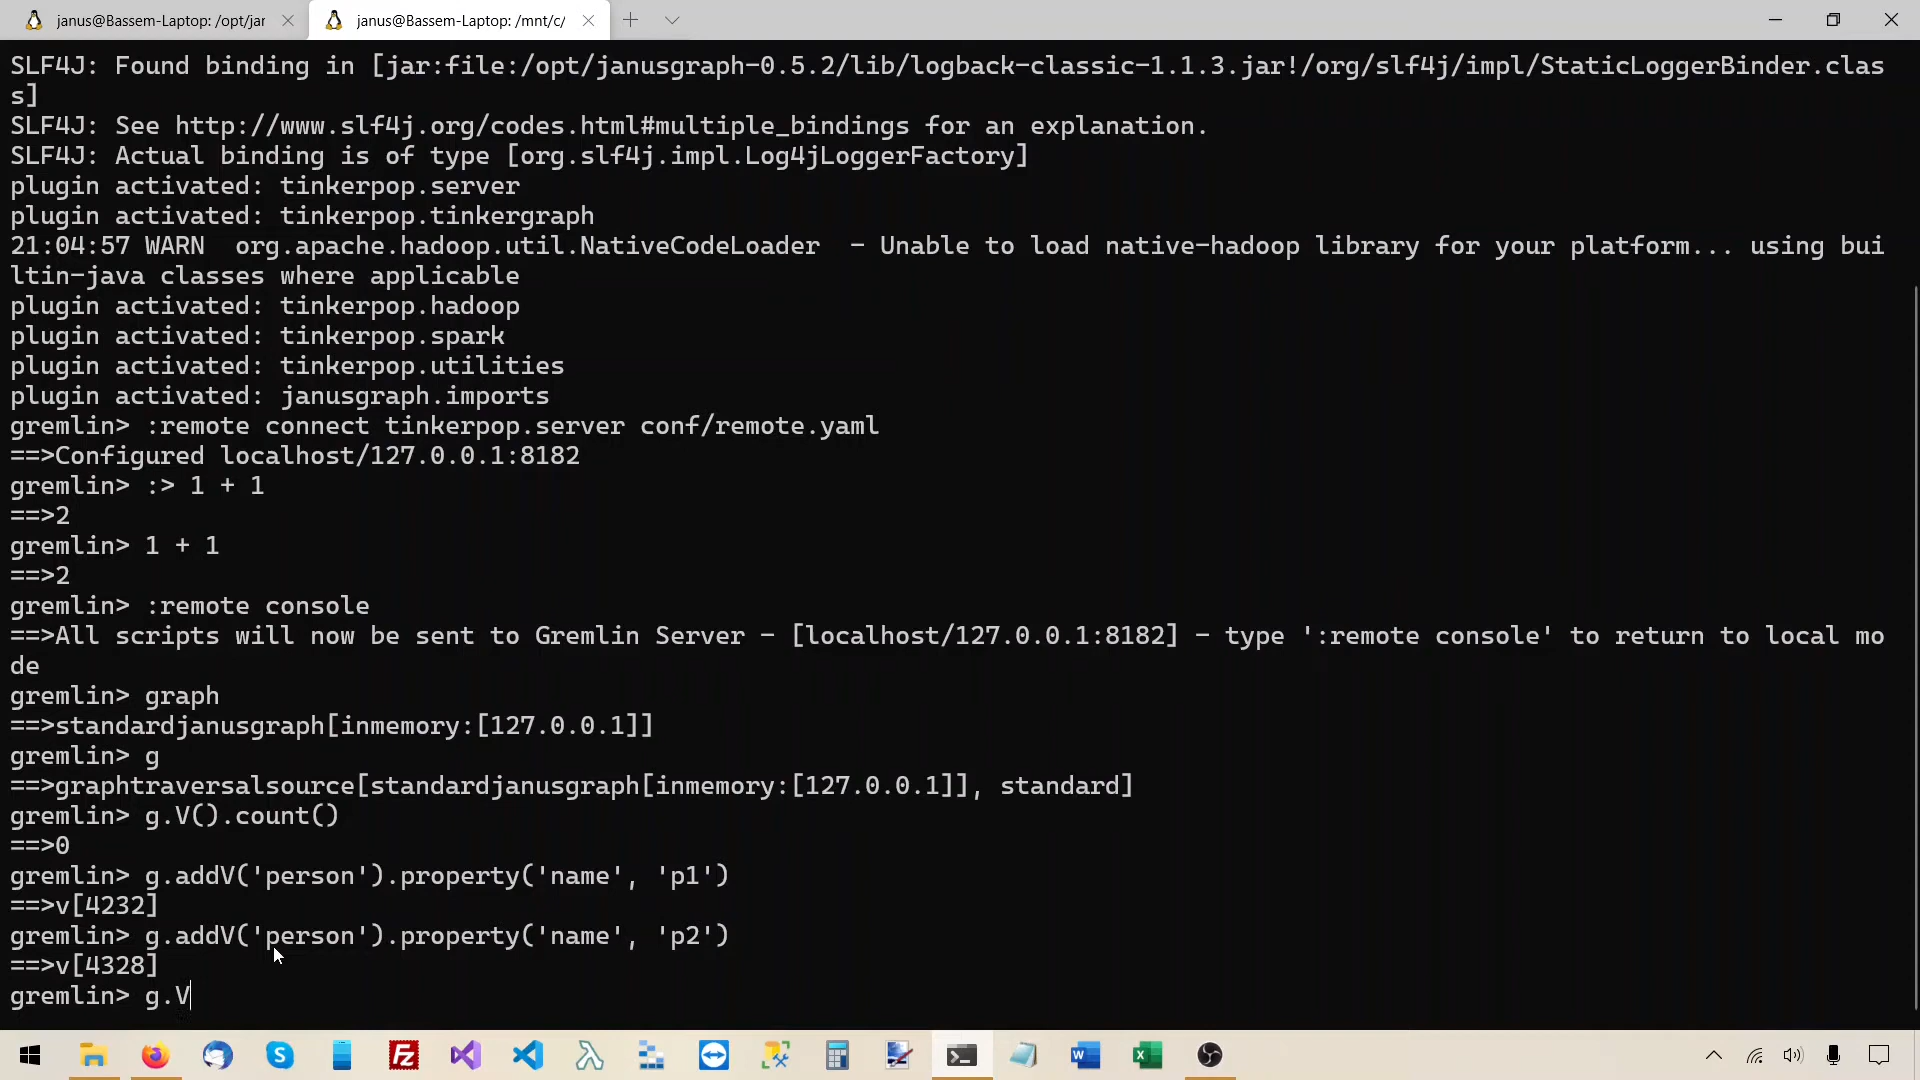 janus@Bassem-Laptop: /opt/jar
janus@Bassem-Laptop: /mnt/c/
SLF4J: Found binding in [jar:file:/opt/janusgraph-0.5.2/lib/logback-classic-1.1.3.jar!/org/slf4j/impl/StaticLoggerBinder.clas
s]
SLF4J: See http://www.slf4j.org/codes.html#multiple_bindings for an explanation.
SLF4J: Actual binding is of type [org.slf4j.impl.Log4jLoggerFactory]
plugin activated: tinkerpop.server
plugin activated: tinkerpop.tinkergraph
21:04:57 WARN  org.apache.hadoop.util.NativeCodeLoader  - Unable to load native-hadoop library for your platform... using bui
ltin-java classes where applicable
plugin activated: tinkerpop.hadoop
plugin activated: tinkerpop.spark
plugin activated: tinkerpop.utilities
plugin activated: janusgraph.imports
gremlin> :remote connect tinkerpop.server conf/remote.yaml
==>Configured localhost/127.0.0.1:8182
gremlin> :> 1 + 1
==>2
gremlin> 1 + 1
==>2
gremlin> :remote console
==>All scripts will now be sent to Gremlin Server - [localhost/127.0.0.1:8182] - type ':remote console' to return to local mo
de
gremlin> graph
==>standardjanusgraph[inmemory:[127.0.0.1]]
gremlin> g
==>graphtraversalsource[standardjanusgraph[inmemory:[127.0.0.1]], standard]
gremlin> g.V().count()
==>0
gremlin> g.addV('person').property('name', 'p1')
==>v[4232]
gremlin> g.addV('person').property('name', 'p2')
==>v[4328]
gremlin> g.V